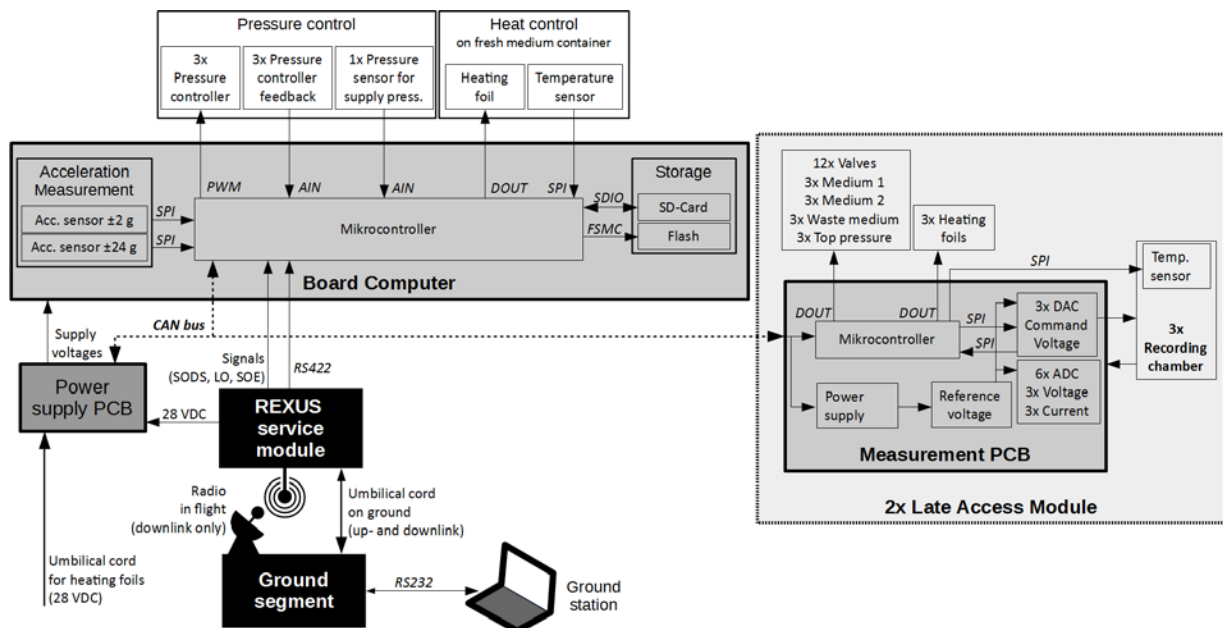 Pressure control
3x
Pressure
controller
3x Pressure
controller
feedback
1x Pressure
sensor for
supply press.
Heat control
on fresh medium container
Heating
foil
Temperature
sensor
Acceleration
Measurement
Acc. sensor ±2 g
Acc. sensor ±24 g
SPI
SPI
PWM
AIN
AIN
DOUT
SPI
Mikrocontroller
SDIO
FSMC
Storage
SD-Card
Flash
Board Computer
Supply
voltages
CAN bus
Signals
(SODS, LO, SOE)
RS422
Power
supply PCB
28 VDC
REXUS
service
module
Radio
in flight
(downlink only)
Umbilical cord
on ground
(up- and downlink)
Umbilical cord
for heating foils
(28 VDC)
Ground
segment
RS232
Ground
station
12x Valves
3x Medium 1
3x Medium 2
3x Waste medium
3x Top pressure
3x Heating
foils
SPI
Temp.
sensor
3x
Recording
chamber
DOUT
DOUT
Mikrocontroller
SPI
SPI
3x DAC
Command
Voltage
Power
supply
Reference
voltage
6x ADC
3x Voltage
3x Current
Measurement PCB
2x Late Access Module